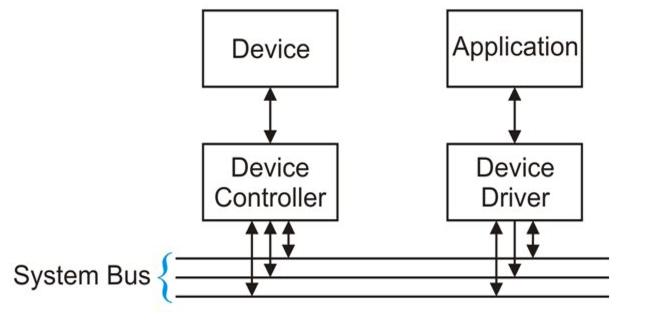 Device
Application
Device
Controller
Device
Driver
System Bus